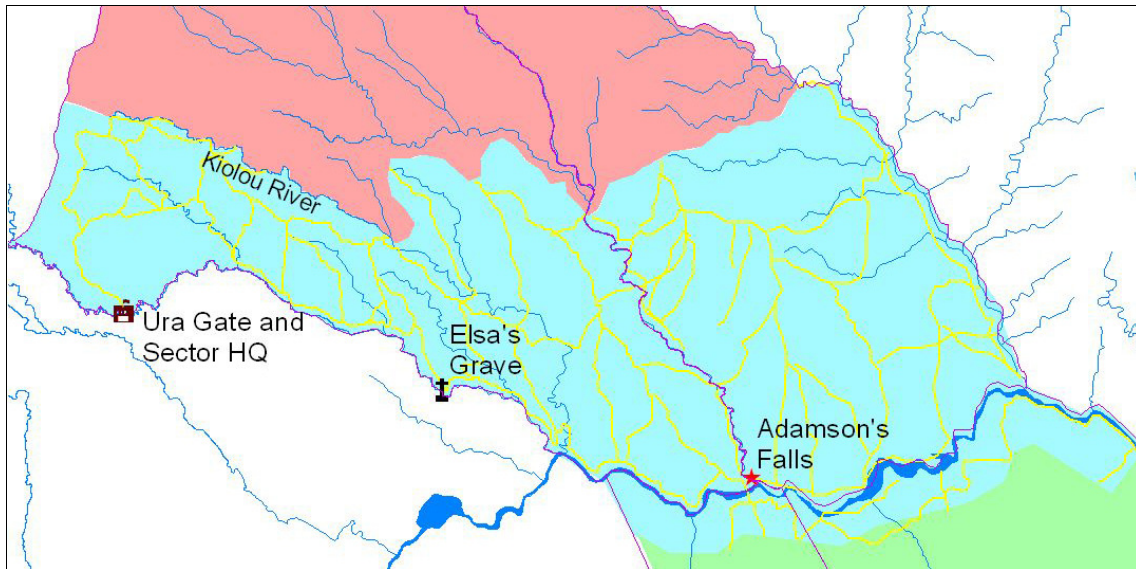 Kiolou River
Ura Gate and
Sector HQ
Elsa's
Grave
Adamson's
Falls